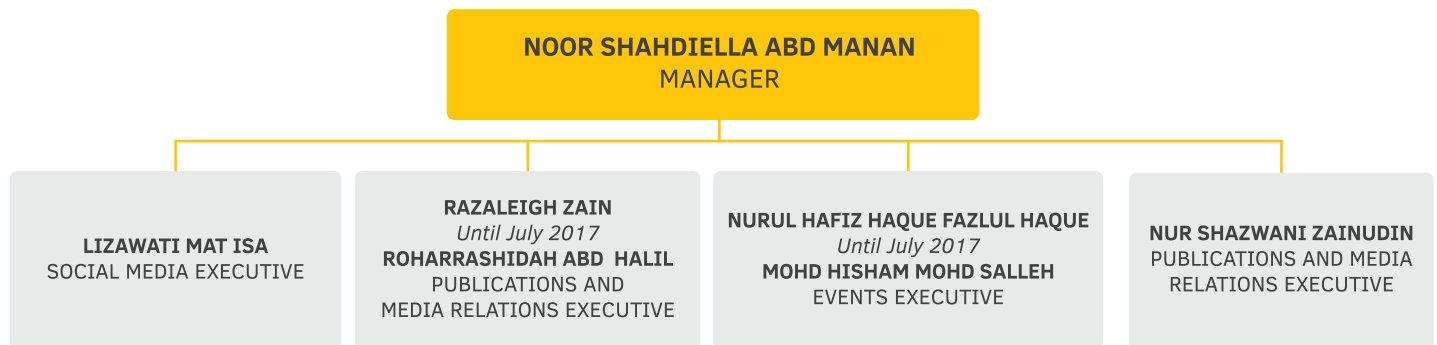 NOOR SHAHDIELLA ABD MANAN
MANAGER
LIZAWATI MAT ISA
SOCIAL MEDIA EXECUTIVE
RAZALEIGH ZAIN
Until July 2017
ROHARRASHIDAH ABD HALIL
PUBLICATIONS AND
MEDIA RELATIONS EXECUTIVE
NURUL HAFIZ HAQUE FAZLUL HAQUE
Until July 2017
MOHD HISHAM MOHD SALLEH
EVENTS EXECUTIVE
NUR SHAZWANI ZAINUDIN
PUBLICATIONS AND MEDIA
RELATIONS EXECUTIVE